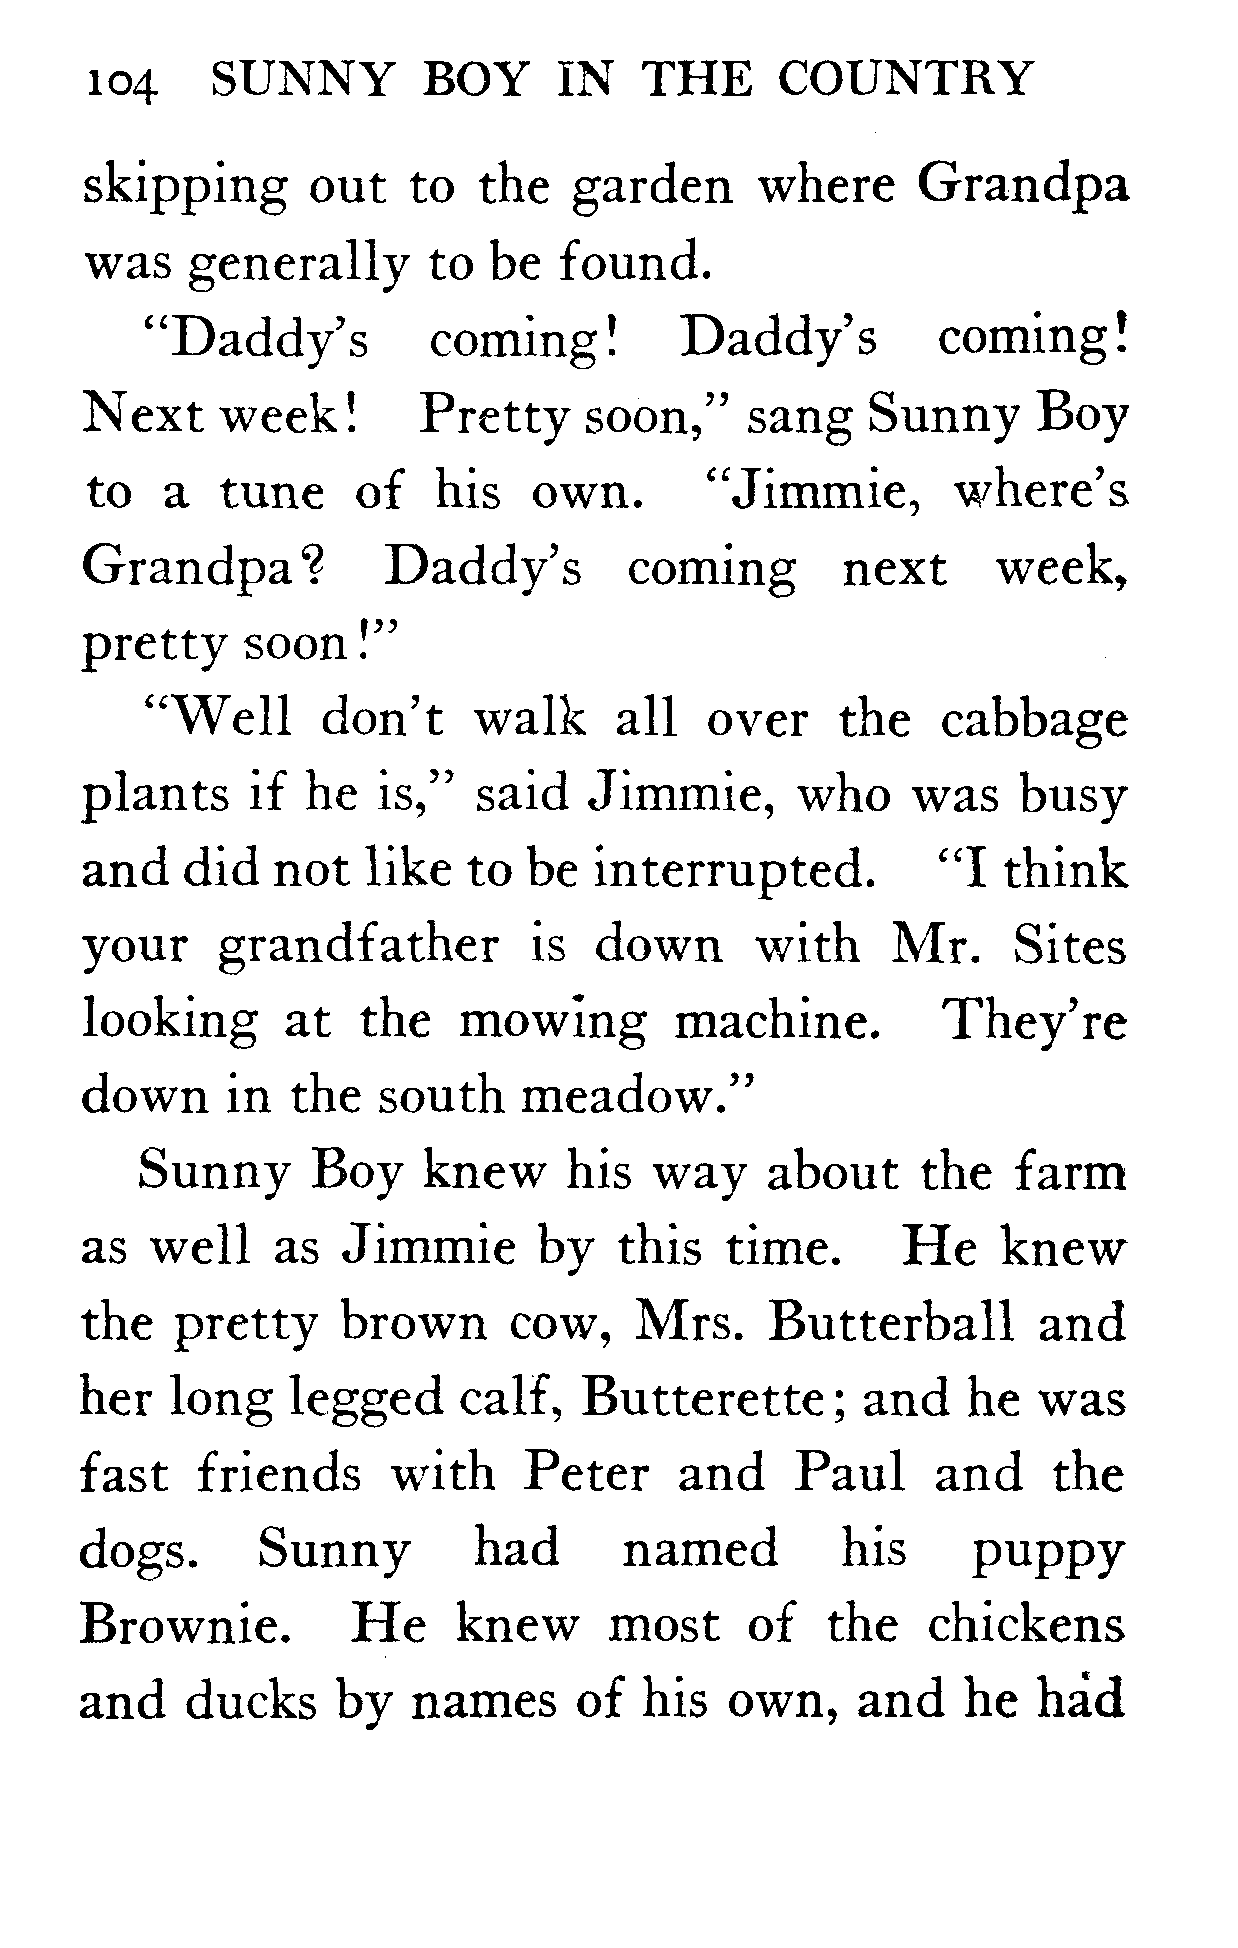 104 SUNNY BOY IN THE COUNTRY
skipping out to the garden where Grandpa
was generally to be found.
“Daddy’s coming! Daddy’s coming!
Next week! Pretty soon,” sang Sunny Boy
to a tune of his own. “Jimmie, where’s
Grandpa? Daddy’s coming next week,
pretty soon!”
“Well don’t walk all over the cabbage
plants if he is,” said Jimmie, who was busy
and did not like to be interrupted. “I think
your grandfather is down with Mr. Sites
looking at the mowing machine. They’re
down in the south meadow.”
Sunny Boy knew his way about the farm
as well as Jimmie by this time. He knew
the pretty brown cow, Mrs. Butterball and
her long legged calf, Butterette; and he was
fast friends with Peter and Paul and the
dogs. Sunny had named his puppy
Brownie. He knew most of the chickens
and ducks by names of his own, and he had